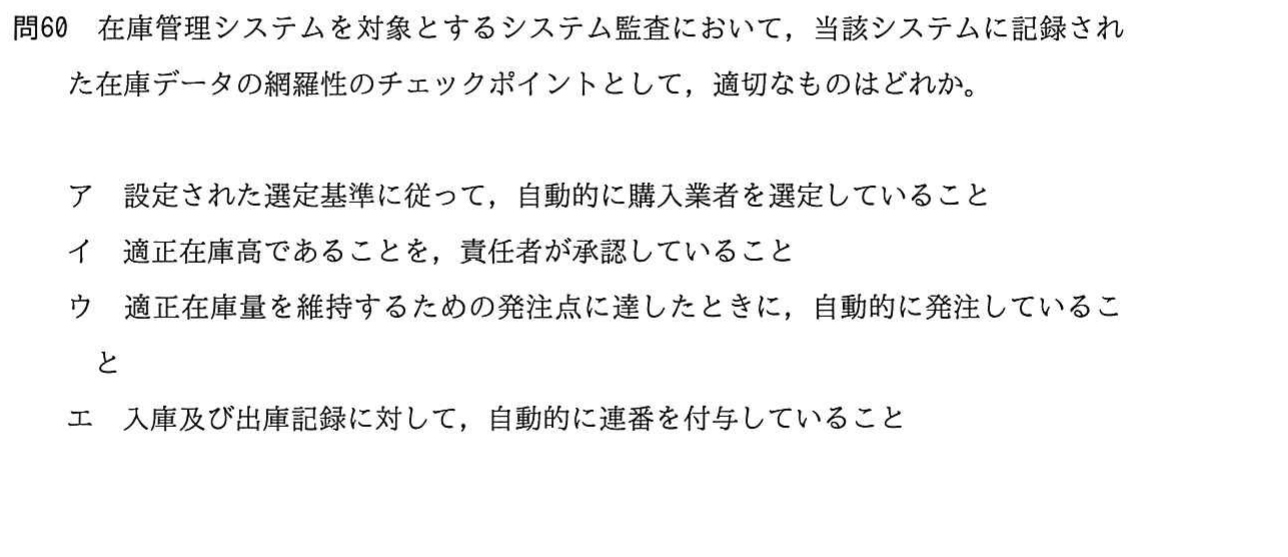 問60 在庫管理システムを対象とするシステム監査において，当該システムに記録され
た在庫データの網羅性のチェックポイントとして，適切なものはどれか。
ア 設定された選定基準に従って，自動的に購入業者を選定していること
イ 適正在庫高であることを，責任者が承認していること
ウ 適正在庫量を維持するための発注点に達したときに，自動的に発注しているこ
と
エ 入庫及び出庫記録に対して，自動的に連番を付与していること